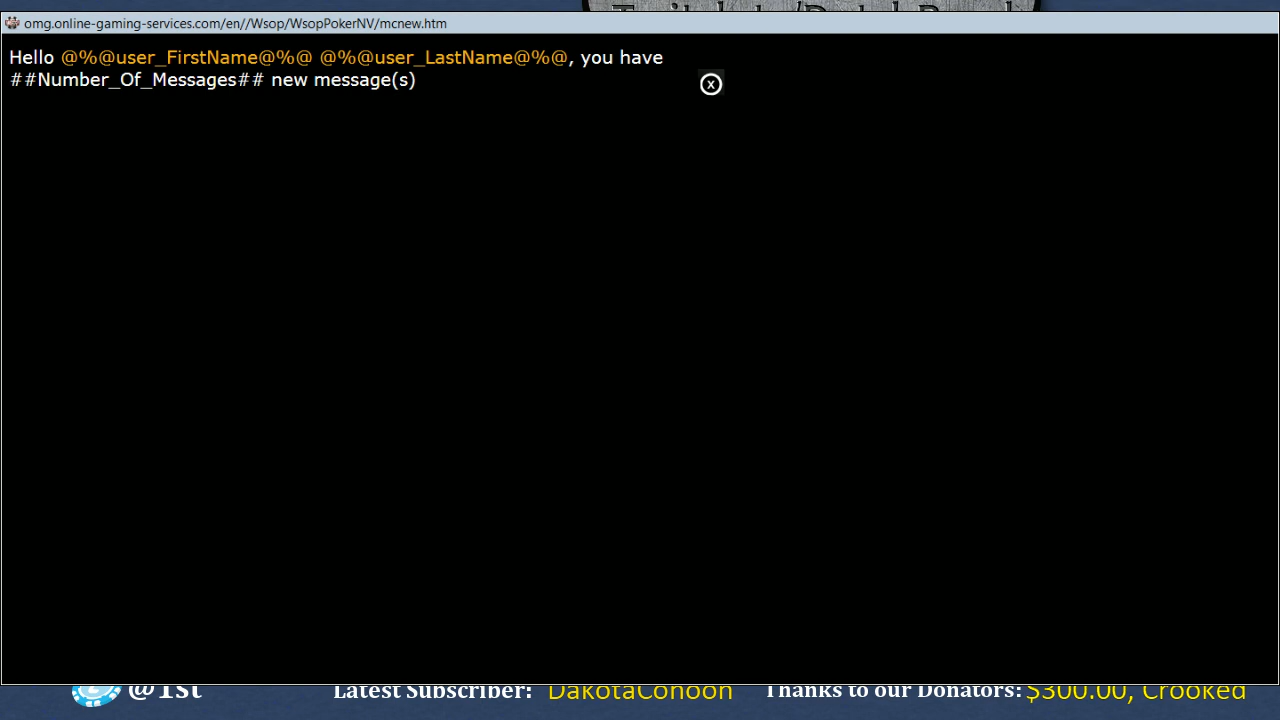 omg.online-gaming-services.com/en//Wsop/WsopPokerNV/mcnew.htm
Hello @%@user_FirstName@%@ @%@user_LastName@%@, you have
##Number_Of_Messages## new message(s)
x
@1st Latest Subscriber: DakotaConoon Thanks to our Donators: $300.00, Crooked